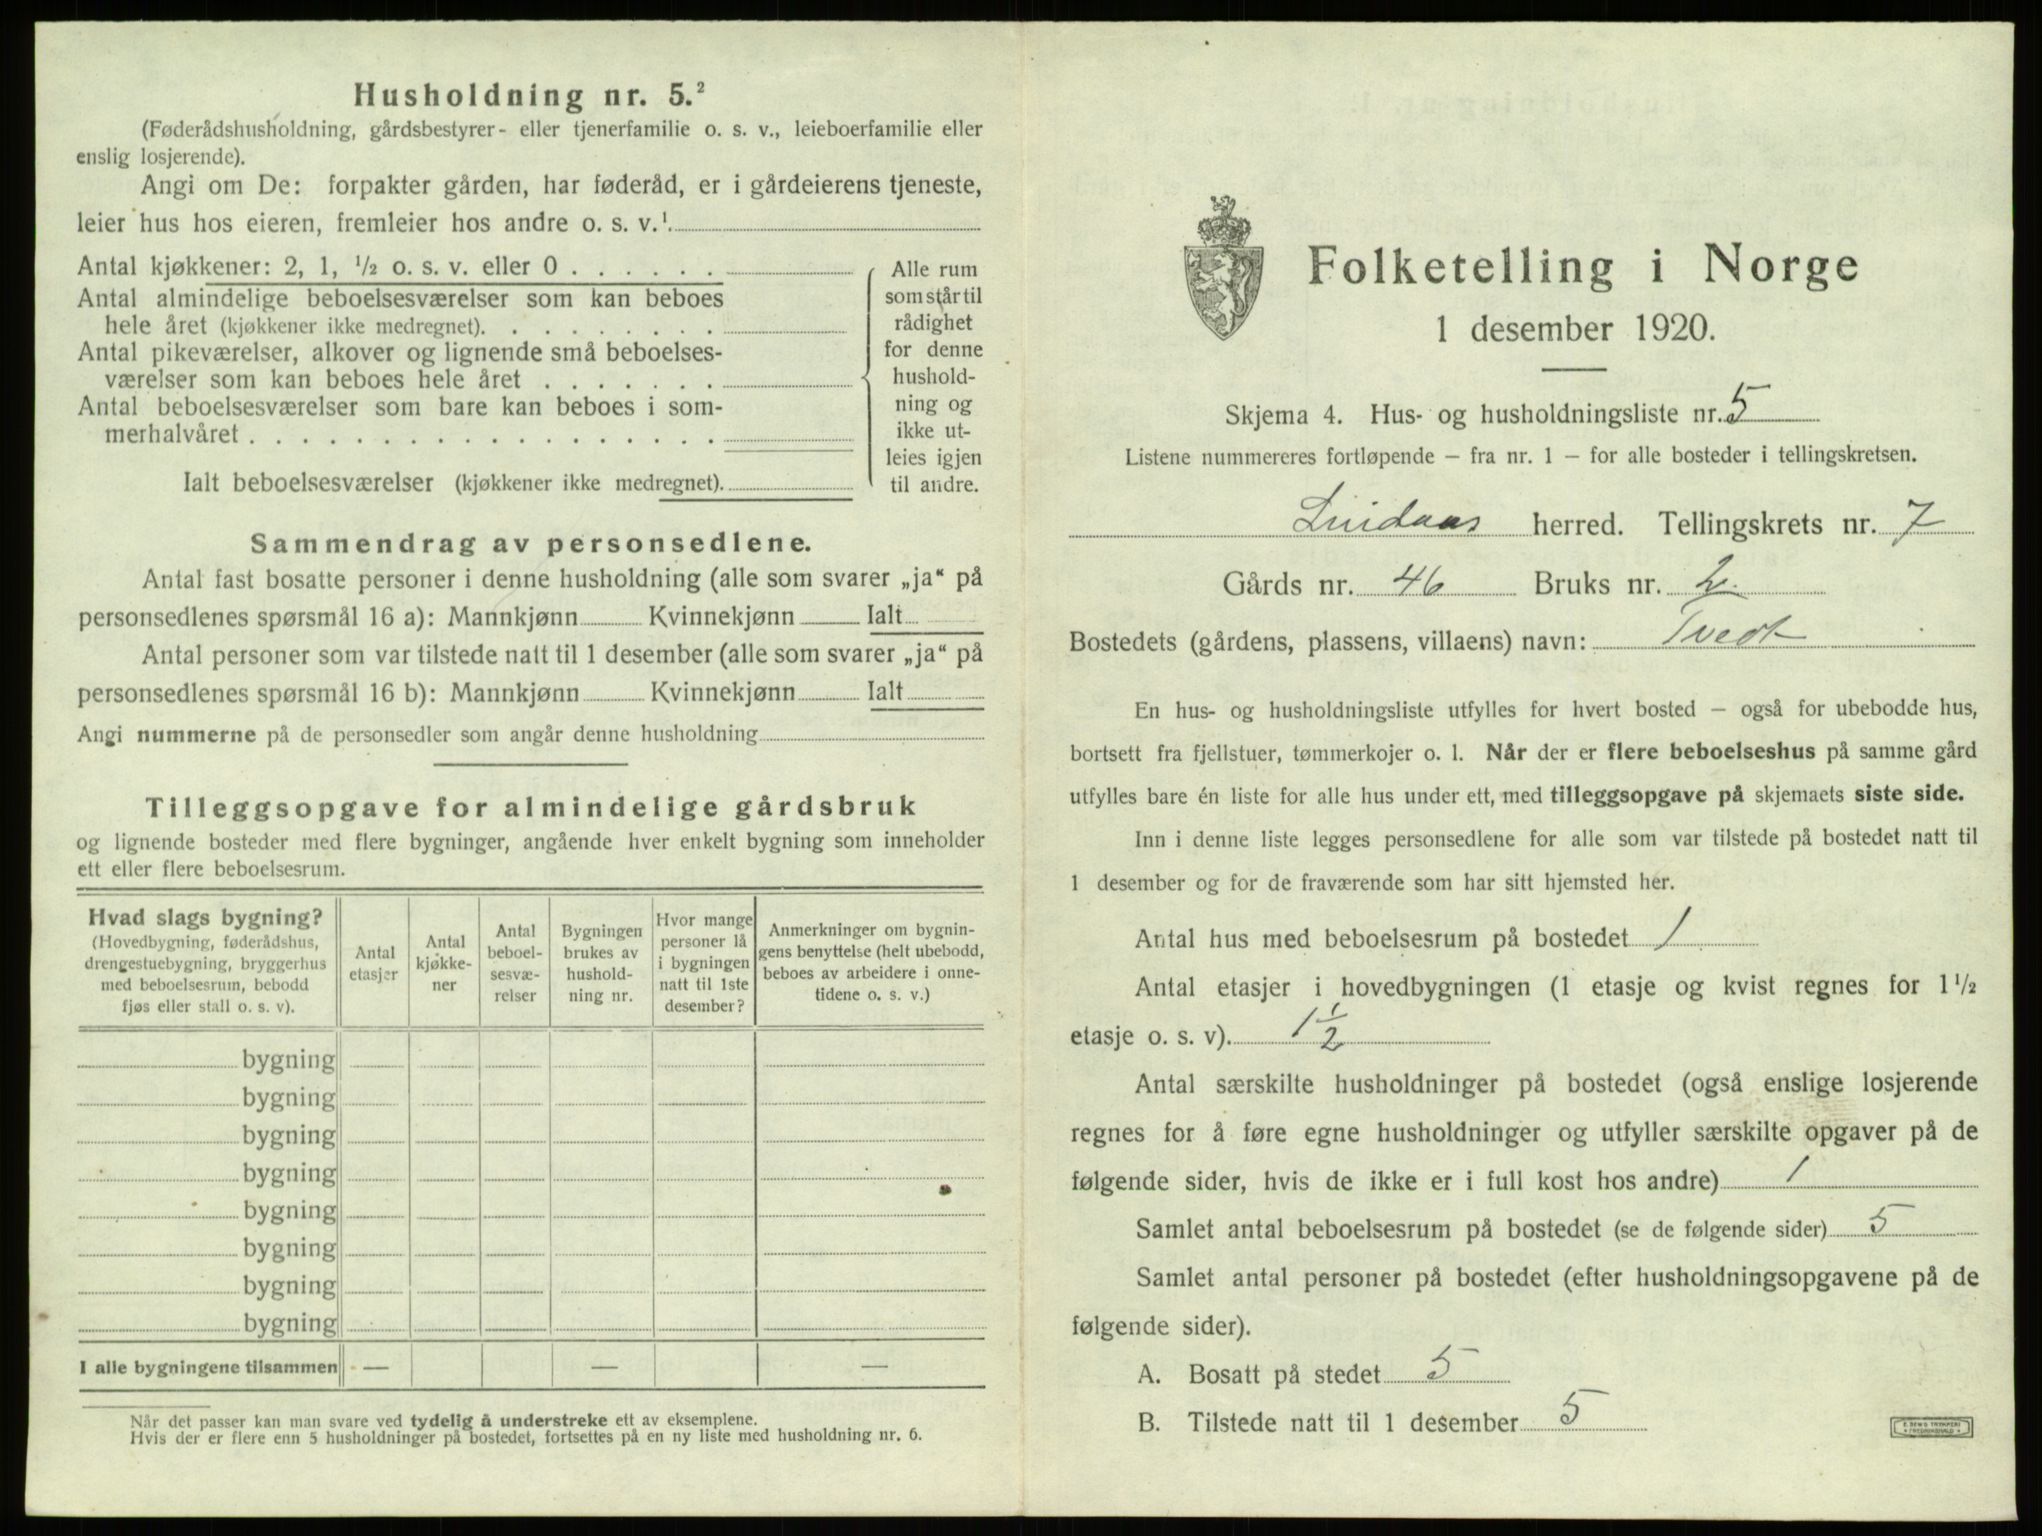 Husholdning nr. 5.²
(Føderådshusholdning, gårdsbestyrer- eller tjenerfamilie o. s. v., leieboerfamilie eller
enslig losjerende).
Angi om De: forpakter gården, har føderåd, er i gårdeierens tjeneste,
leier hus hos eieren, fremleier hos andre o. s. v.¹
Antal kjøkkener: 2, 1, ½ o. s. v. eller 0 . . . . . .
Antal almindelige beboelsesværelser som kan beboes
hele året (kjøkkener ikke medregnet). . . . . . . . .
Antal pikeværelser, alkover og lignende små beboelses-
værelser som kan beboes hele året . . . . . . .
Antal beboelsesværelser som bare kan beboes i som-
merhalvåret . . . . . . . . . . . . . . . . . .
Ialt beboelsesværelser (kjøkkener ikke medregnet).
Alle rum
som står til
rådighet
for denne
hushold-
ning og
ikke ut-
leies igjen
til andre.
Sammendrag av personsedlene.
Antal fast bosatte personer i denne husholdning (alle som svarer „ja“ på
personsedlenes spørsmål 16 a): Mannkjønn Kvinnekjønn Ialt
Antal personer som var tilstede natt til 1 desember (alle som svarer „ja“ på
personsedlenes spørsmål 16 b): Mannkjønn Kvinnekjønn Ialt
Angi nummerne på de personsedler som angår denne husholdning
Tilleggsopgave for almindelige gårdsbruk
og lignende bosteder med flere bygninger, angående hver enkelt bygning som inneholder
ett eller flere beboelsesrum.
Hvad slags bygning?
(Hovedbygning, føderådshus,
drengestuebygning, bryggerhus
med beboelsesrum, bebodd
fjøs eller stall o. s. v).
Antal
etasjer
Antal
kjøkke-
ner
Antal
beboel-
sesvæ-
relser
Bygningen
brukes av
hushold-
ning nr.
Hvor mange
personer lå
i bygningen
natt til 1ste
desember?
Anmerkninger om bygnin-
gens benyttelse (helt ubebodd,
beboes av arbeidere i onne-
tidene o. s. v.)
bygning
bygning
bygning
bygning
bygning
bygning
bygning
bygning
I alle bygningene tilsammen — — —
Når det passer kan man svare ved tydelig å understreke ett av eksemplene.
Hvis der er flere enn 5 husholdninger på bostedet, fortsettes på en ny liste med husholdning nr. 6.
Folketelling i Norge
1 desember 1920.
Skjema 4. Hus- og husholdningsliste nr. 5
Listene nummereres fortløpende – fra nr. 1 – for alle bosteder i tellingskretsen.
Lindaas herred. Tellingskrets nr. 7
Gårds nr. 46 Bruks nr. 2.
Bostedets (gårdens, plassens, villaens) navn: Tvedt
En hus- og husholdningsliste utfylles for hvert bosted – også for ubebodde hus,
bortsett fra fjellstuer, tømmerkojer o. l. Når der er flere beboelseshus på samme gård
utfylles bare én liste for alle hus under ett, med tilleggsopgave på skjemaets siste side.
Inn i denne liste legges personsedlene for alle som var tilstede på bostedet natt til
1 desember og for de fraværende som har sitt hjemsted her.
Antal hus med beboelsesrum på bostedet 1
Antal etasjer i hovedbygningen (1 etasje og kvist regnes for 1½
etasje o. s. v). 1½
Antal særskilte husholdninger på bostedet (også enslige losjerende
regnes for å føre egne husholdninger og utfyller særskilte opgaver på de
følgende sider, hvis de ikke er i full kost hos andre) 1
Samlet antal beboelsesrum på bostedet (se de følgende sider) 5
Samlet antal personer på bostedet (efter husholdningsopgavene på de
følgende sider).
A. Bosatt på stedet 5
B. Tilstede natt til 1 desember 5